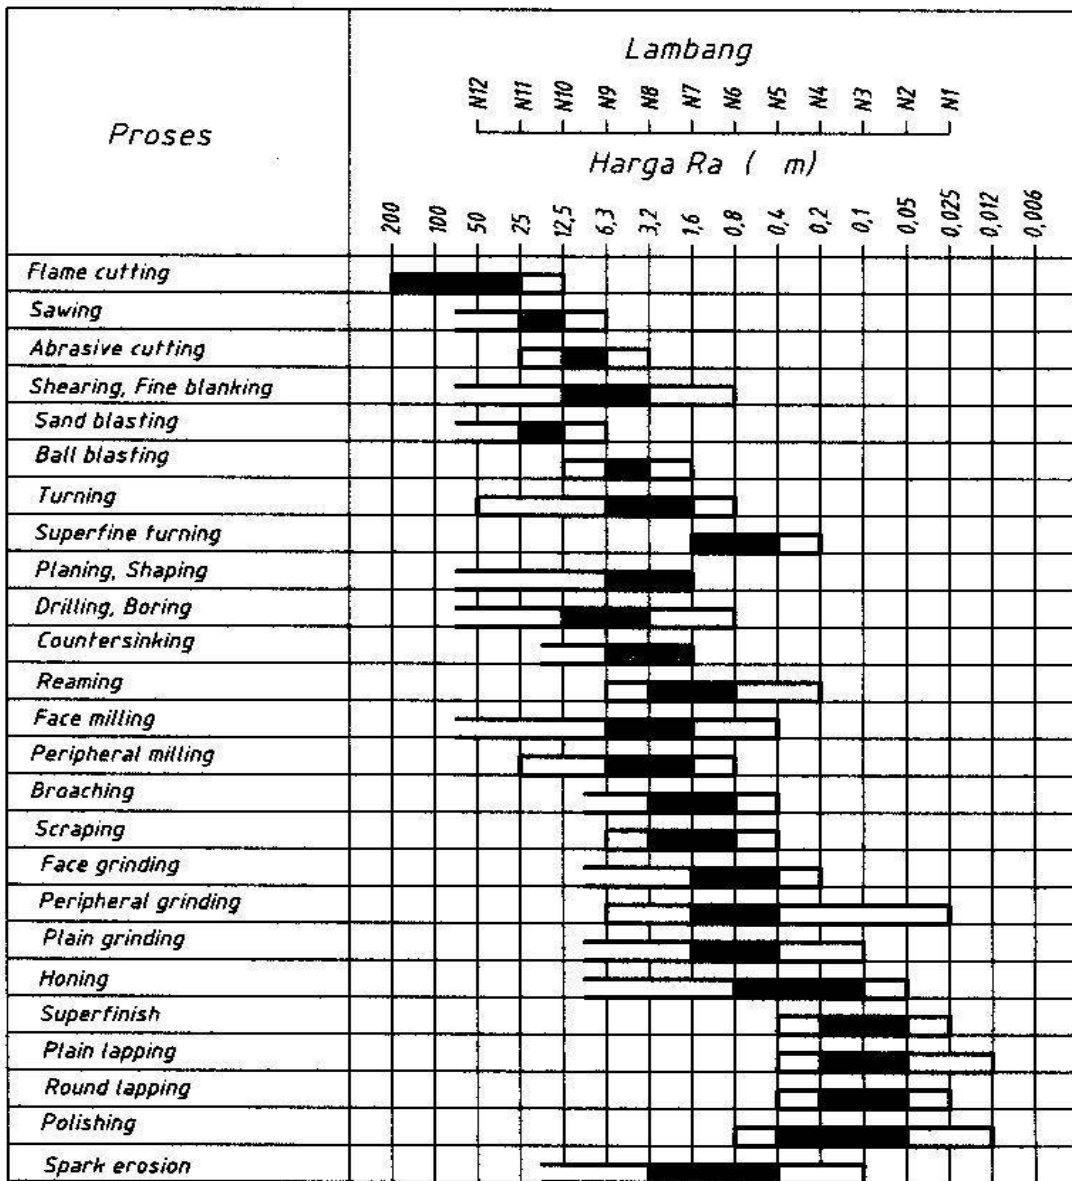 Lambang
N12 N11 N10 N9 N8 N7 N6 N5 N4 N3 N2 N1
Proses
Harga Ra ( m)
200 100 50 25 12,5 6,3 3,2 1,6 0,8 0,4 0,2 0,1 0,05 0,025 0,012 0,006
Flame cutting
Sawing
Abrasive cutting
Shearing, Fine blanking
Sand blasting
Ball blasting
Turning
Superfine turning
Planing, Shaping
Drilling, Boring
Countersinking
Reaming
Face milling
Peripheral milling
Broaching
Scraping
Face grinding
Peripheral grinding
Plain grinding
Honing
Superfinish
Plain lapping
Round lapping
Polishing
Spark erosion